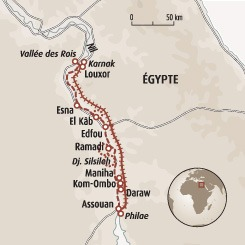 0 50 km
Vallée des Rois
Nil
Karnak
Louxor
ÉGYPTE
Esna
El Kâb
Edfou
Ramadi
Dj. Silsileh
Maniha
Kom-Ombo
Daraw
Assouan
Philae